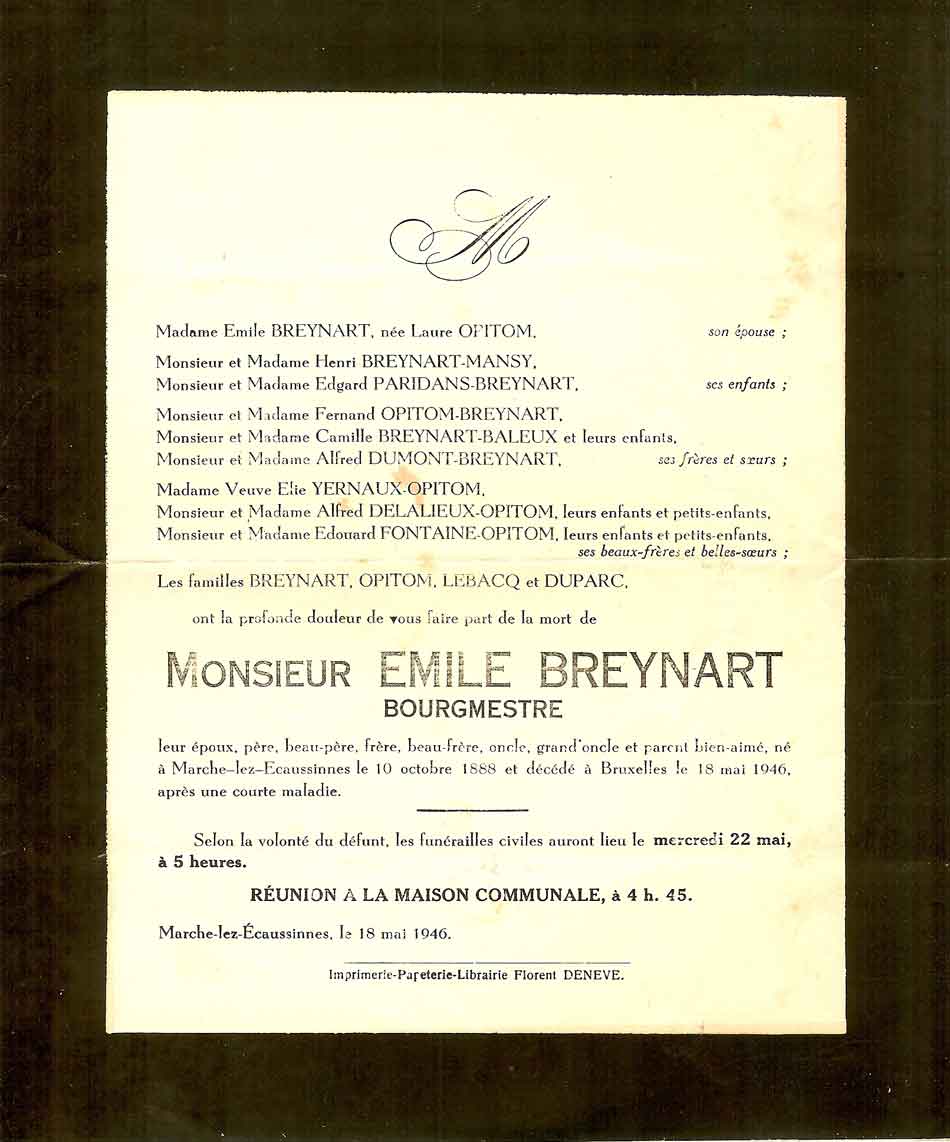 M
Madame Emile BREYNART, née Laure OPITOM, son épouse ;
Monsieur et Madame Henri BREYNART-MANSY,
Monsieur et Madame Edgard PARIDANS-BREYNART, ses enfants ;
Monsieur et Madame Fernand OPITOM-BREYNART,
Monsieur et Madame Camille BREYNART-BALEUX et leurs enfants,
Monsieur et Madame Alfred DUMONT-BREYNART, ses frères et sœurs ;
Madame Veuve Elie YERNAUX-OPITOM,
Monsieur et Madame Alfred DELALIEUX-OPITOM, leurs enfants et petits-enfants,
Monsieur et Madame Edouard FONTAINE-OPITOM, leurs enfants et petits-enfants,
ses beaux-frères et belles-sœurs ;
Les familles BREYNART, OPITOM, LEBACQ et DUPARC,
ont la profonde douleur de vous faire part de la mort de
MONSIEUR EMILE BREYNART
BOURGMESTRE
leur époux, père, beau-père, frère, beau-frère, oncle, grand'oncle et parent bien-aimé, né
à Marche-lez-Ecaussinnes le 10 octobre 1888 et décédé à Bruxelles le 18 mai 1946,
après une courte maladie.
Selon la volonté du défunt, les funérailles civiles auront lieu le mercredi 22 mai,
à 5 heures.
RÉUNION A LA MAISON COMMUNALE, à 4 h. 45.
Marche-lez-Écaussinnes, le 18 mai 1946.
Imprimerie-Papeterie-Librairie Florent DENEVE.